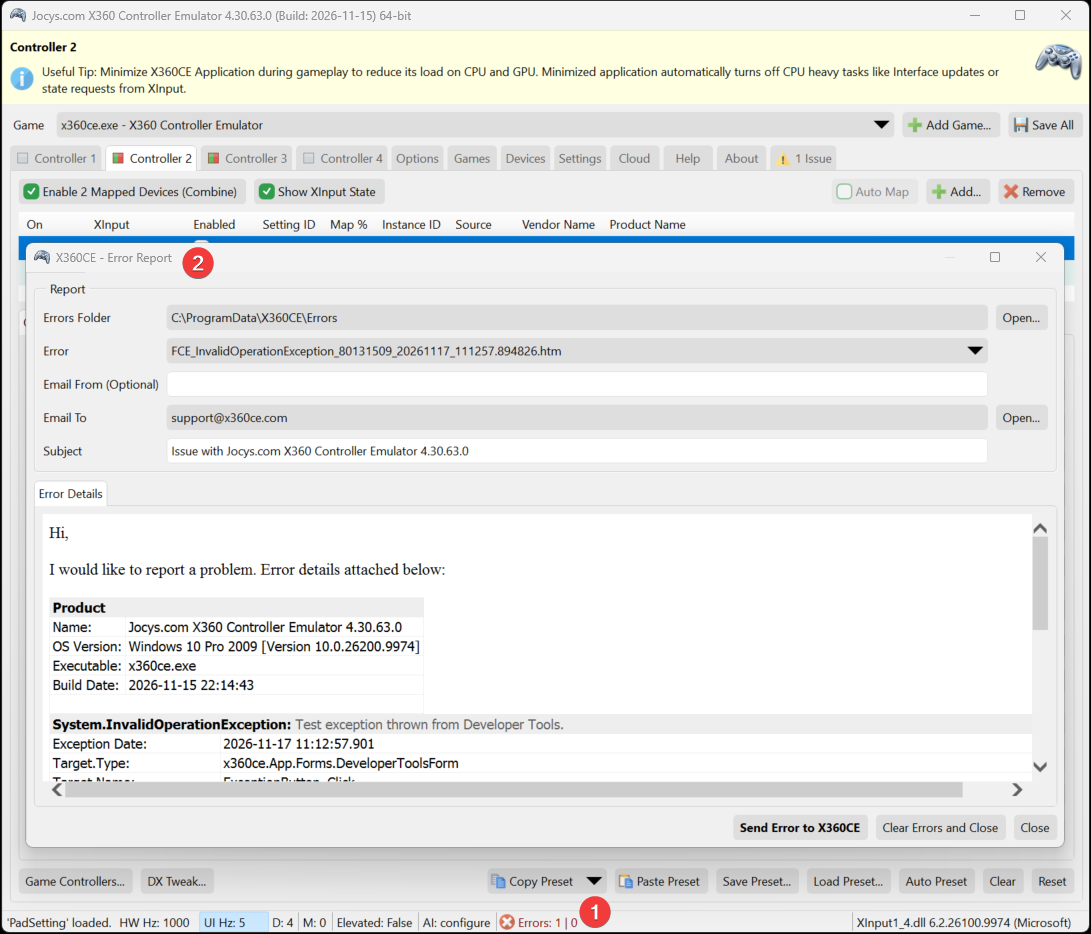 Jocys.com X360 Controller Emulator 4.30.63.0 (Build: 2026-11-15) 64-bit
Controller 2
Useful Tip: Minimize X360CE Application during gameplay to reduce its load on CPU and GPU. Minimized application automatically turns off CPU heavy tasks like Interface updates or
state requests from XInput.
Game x360ce.exe - X360 Controller Emulator Add Game... Save All
Controller 1 Controller 2 Controller 3 Controller 4 Options Games Devices Settings Cloud Help About 1 Issue
Enable 2 Mapped Devices (Combine) Show XInput State Auto Map Add... Remove
On XInput Enabled Setting ID Map % Instance ID Source Vendor Name Product Name
X360CE - Error Report 2
Report
Errors Folder C:\ProgramData\X360CE\Errors Open...
Error FCE_InvalidOperationException_80131509_20261117_111257.894826.htm
Email From (Optional)
Email To support@x360ce.com Open...
Subject Issue with Jocys.com X360 Controller Emulator 4.30.63.0
Error Details
Hi,
I would like to report a problem. Error details attached below:
Product
Name: Jocys.com X360 Controller Emulator 4.30.63.0
OS Version: Windows 10 Pro 2009 [Version 10.0.26200.9974]
Executable: x360ce.exe
Build Date: 2026-11-15 22:14:43
System.InvalidOperationException: Test exception thrown from Developer Tools.
Exception Date: 2026-11-17 11:12:57.901
Target.Type: x360ce.App.Forms.DeveloperToolsForm
Target.Name: ExceptionButton_Click
Send Error to X360CE Clear Errors and Close Close
Game Controllers... DX Tweak... Copy Preset Paste Preset Save Preset... Load Preset... Auto Preset Clear Reset
'PadSetting' loaded. HW Hz: 1000 UI Hz: 5 D: 4 M: 0 Elevated: False AI: configure Errors: 1 | 0 1 XInput1_4.dll 6.2.26100.9974 (Microsoft)